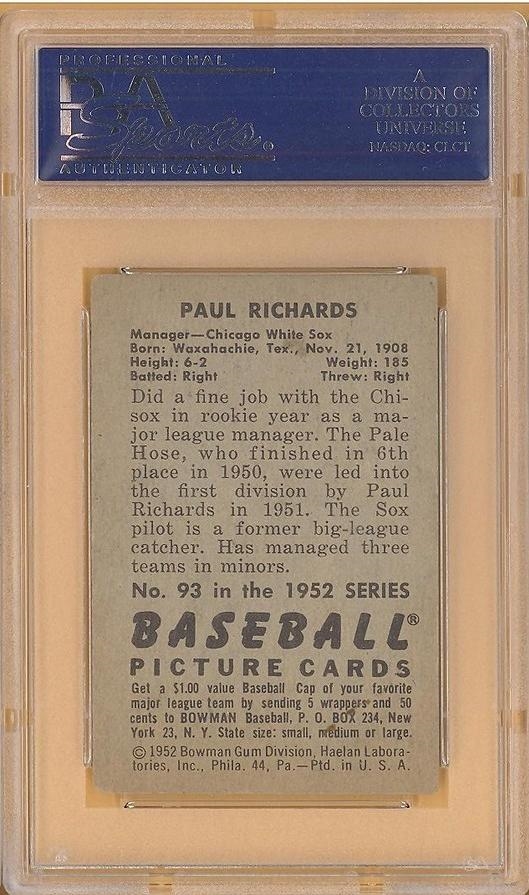 PROFESSIONAL
PSA
Sports
AUTHENTICATOR
A
DIVISION OF
COLLECTORS
UNIVERSE
NASDAQ: CLCT
PAUL RICHARDS
Manager—Chicago White Sox
Born: Waxahachie, Tex., Nov. 21, 1908
Height: 6-2 Weight: 185
Batted: Right Threw: Right
Did a fine job with the Chi-
sox in rookie year as a ma-
jor league manager. The Pale
Hose, who finished in 6th
place in 1950, were led into
the first division by Paul
Richards in 1951. The Sox
pilot is a former big-league
catcher. Has managed three
teams in minors.
No. 93 in the 1952 SERIES
BASEBALL®
PICTURE CARDS
Get a $1.00 value Baseball Cap of your favorite
major league team by sending 5 wrappers and 50
cents to BOWMAN Baseball, P. O. BOX 234, New
York 23, N. Y. State size: small, medium or large.
©1952 Bowman Gum Division, Haelan Labora-
tories, Inc., Phila. 44, Pa.—Ptd. in U. S. A.